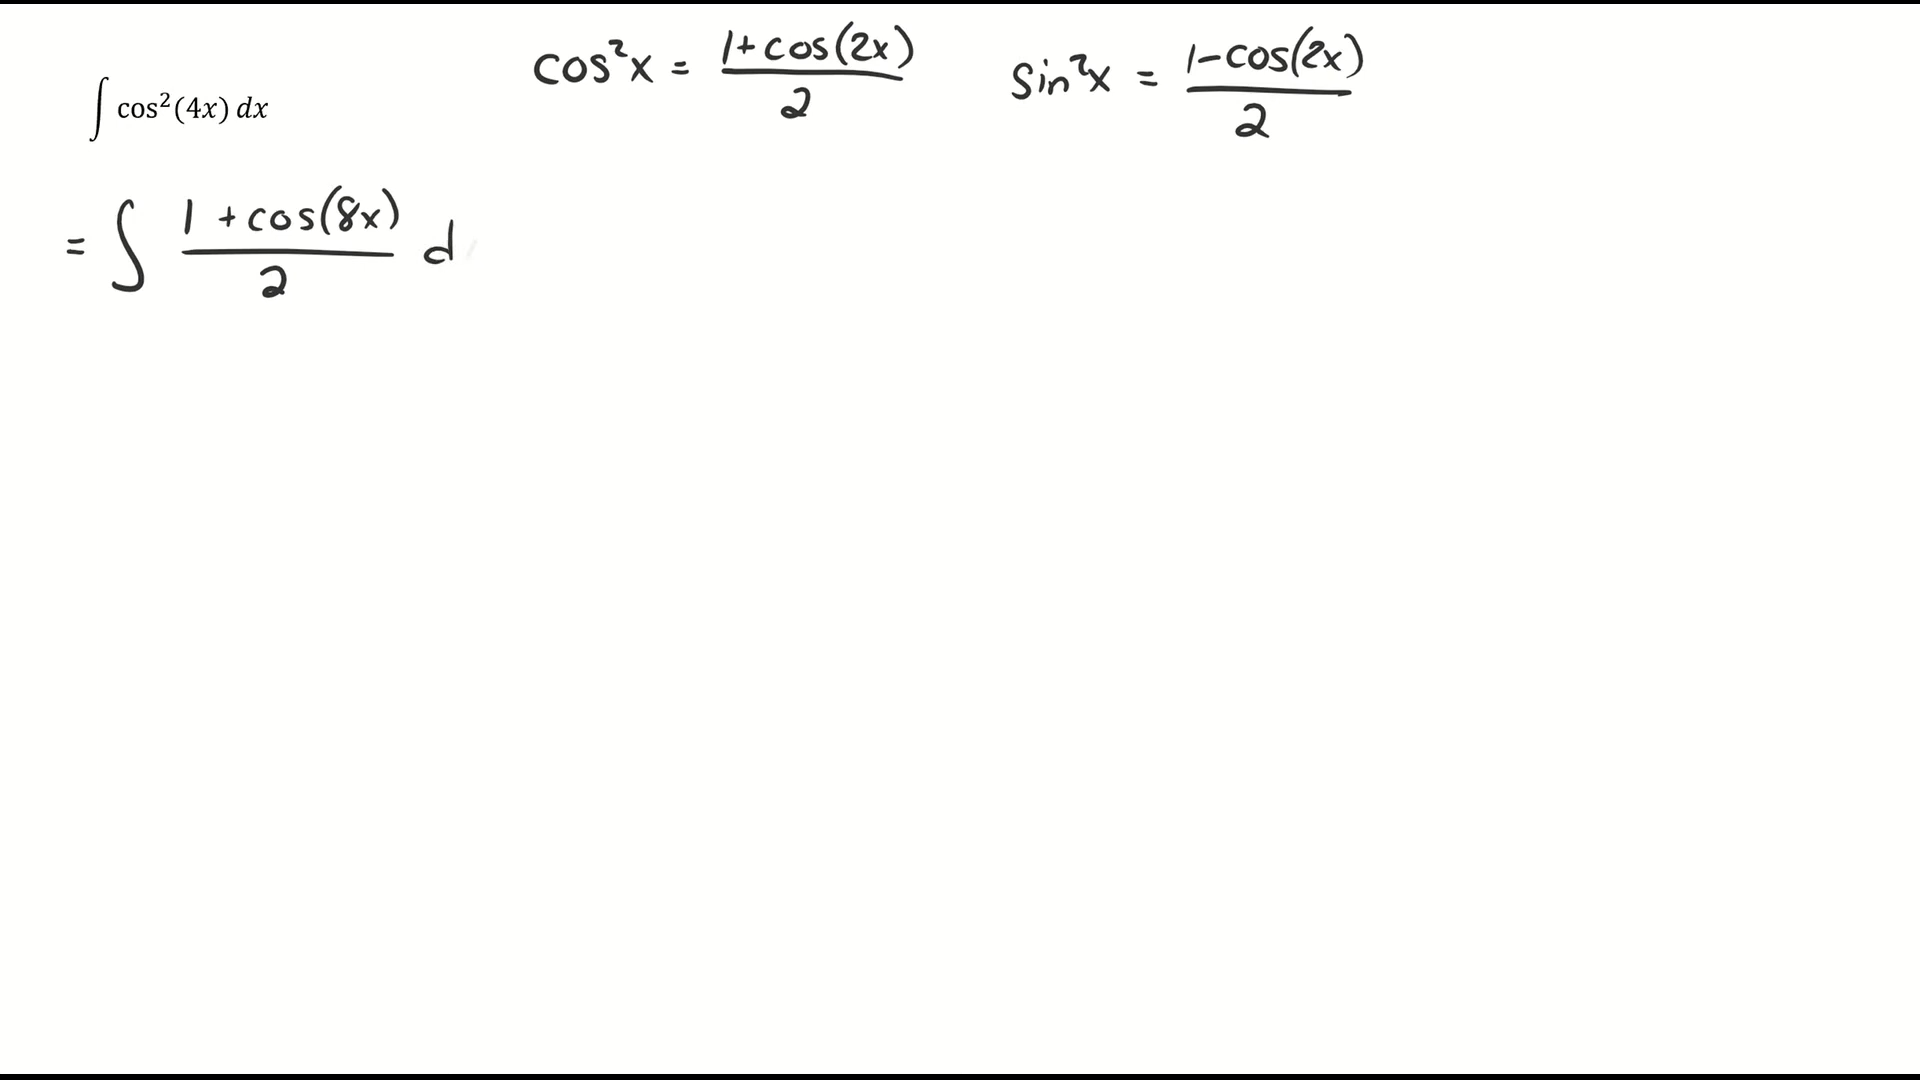 ∫ cos²(4x) dx
cos²x = (1+cos(2x))/2
sin²x = (1-cos(2x))/2
= ∫ (1+cos(8x))/2 d